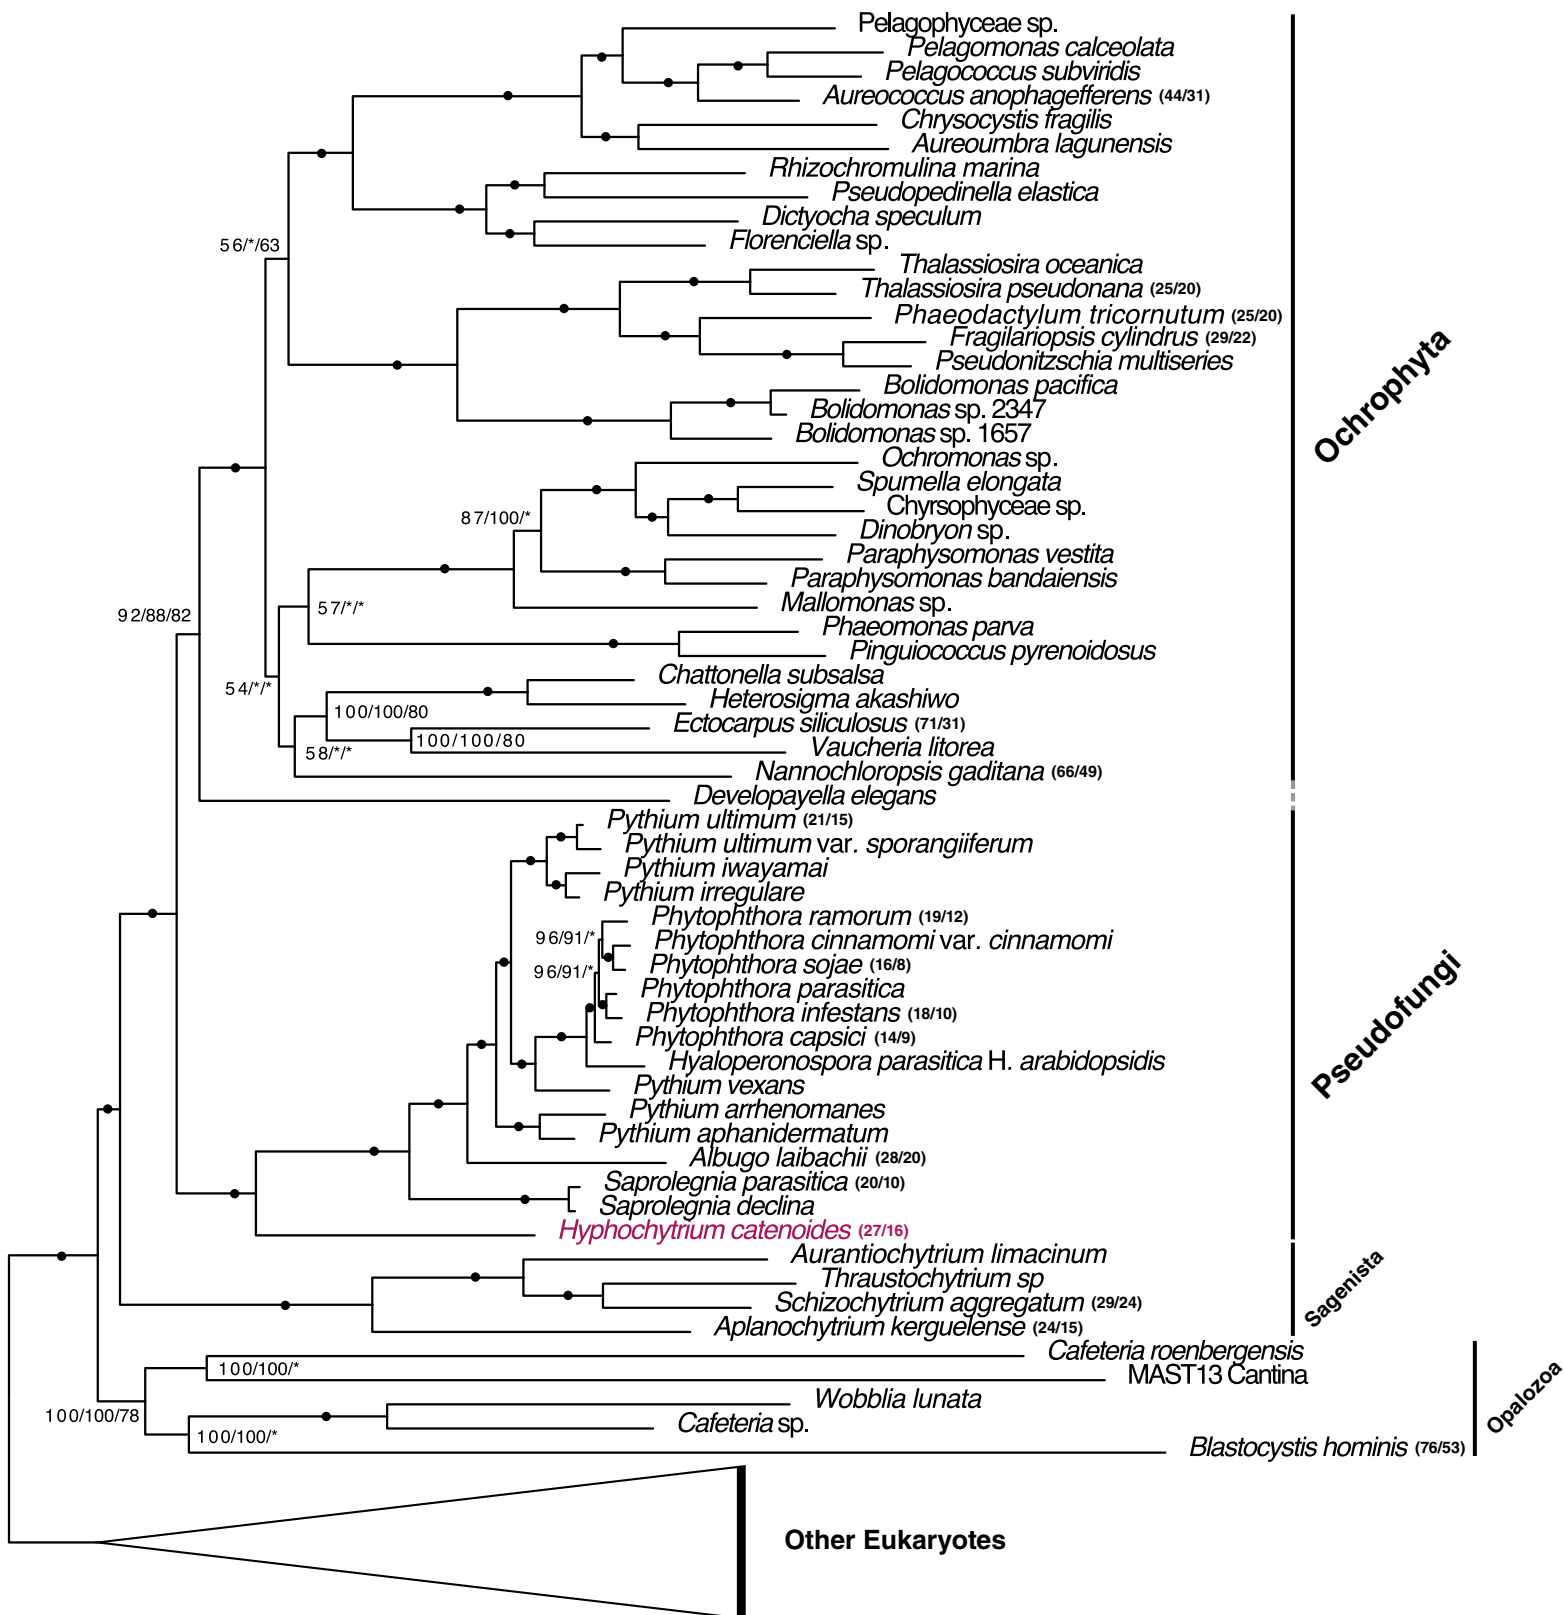 Pelagophyceae sp.
Pelagomonas calceolata
Pelagococcus subviridis
Aureococcus anophagefferens (44/31)
Chrysocystis fragilis
Aureoumbra lagunensis
Rhizochromulina marina
Pseudopedinella elastica
Dictyocha speculum
56/*/63
Florenciella sp.
Thalassiosira oceanica
Thalassiosira pseudonana (25/20)
Phaeodactylum tricornutum (25/20)
Fragilariopsis cylindrus (29/22)
Pseudonitzschia multiseries
Bolidomonas pacifica
Ochrophyta
Bolidomonas sp. 2347
Bolidomonas sp. 1657
Ochromonas sp.
Spumella elongata
Chyrsophyceae sp.
87/100/*
Dinobryon sp.
Paraphysomonas vestita
Paraphysomonas bandaiensis
Mallomonas sp.
57/*/*
92/88/82
Phaeomonas parva
Pinguiococcus pyrenoidosus
Chattonella subsalsa
54/*/*
Heterosigma akashiwo
100/100/80
Ectocarpus siliculosus (71/31)
100/100/80
Vaucheria litorea
58/*/*
Nannochloropsis gaditana (66/49)
Developayella elegans
Pythium ultimum (21/15)
Pythium ultimum var. sporangiiferum
Pythium iwayamai
Pythium irregulare
Phytophthora ramorum (19/12)
96/91/*
Phytophthora cinnamomi var. cinnamomi
Phytophthora sojae (16/8)
96/91/*
Phytophthora parasitica
Phytophthora infestans (18/10)
Pseudofungi
Phytophthora capsici (14/9)
Hyaloperonospora parasitica H. arabidopsidis
Pythium vexans
Pythium arrhenomanes
Pythium aphanidermatum
Albugo laibachii (28/20)
Saprolegnia parasitica (20/10)
Saprolegnia declina
Hyphochytrium catenoides (27/16)
Aurantiochytrium limacinum
Thraustochytrium sp
Sagenista
Schizochytrium aggregatum (29/24)
Aplanochytrium kerguelense (24/15)
Cafeteria roenbergensis
100/100/*
MAST13 Cantina
Wobblia lunata
Opalozoa
100/100/78
Cafeteria sp.
100/100/*
Blastocystis hominis (76/53)
Other Eukaryotes